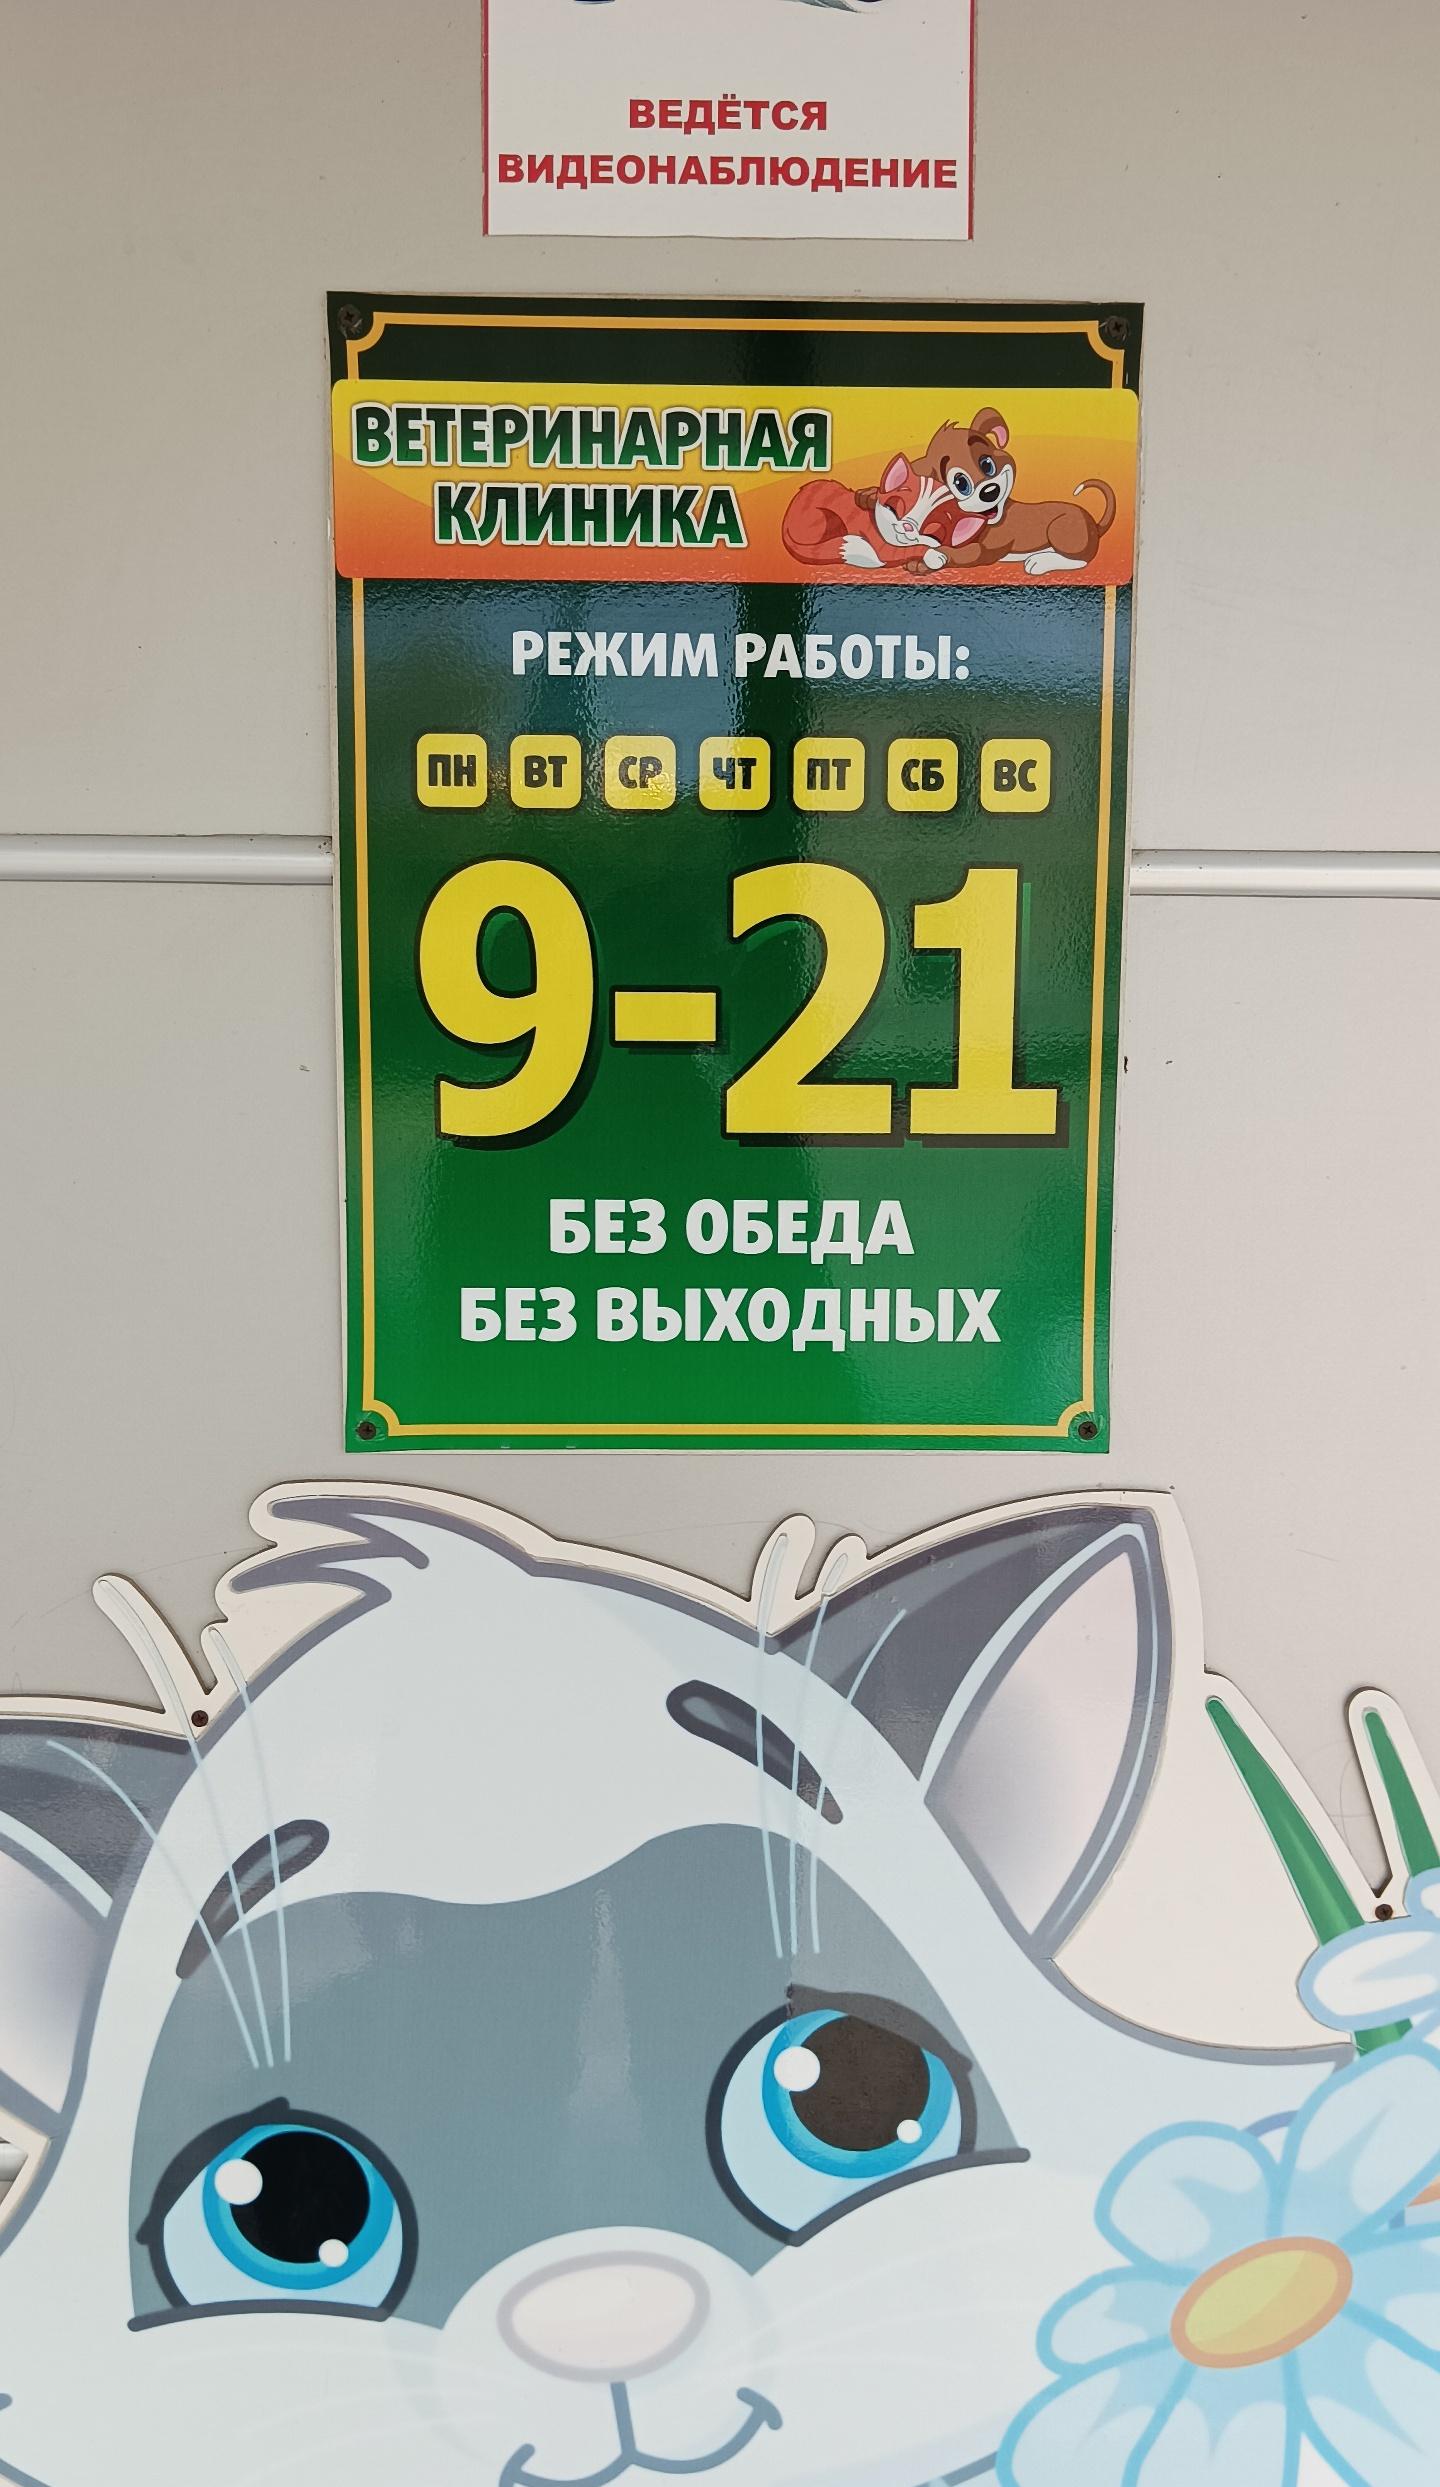 ВЕДЁТСЯ
ВИДЕОНАБЛЮДЕНИЕ
ВЕТЕРИНАРНАЯ
КЛИНИКА
РЕЖИМ РАБОТЫ:
ПН ВТ СР ЧТ ПТ СБ ВС
9-21
БЕЗ ОБЕДА
БЕЗ ВЫХОДНЫХ